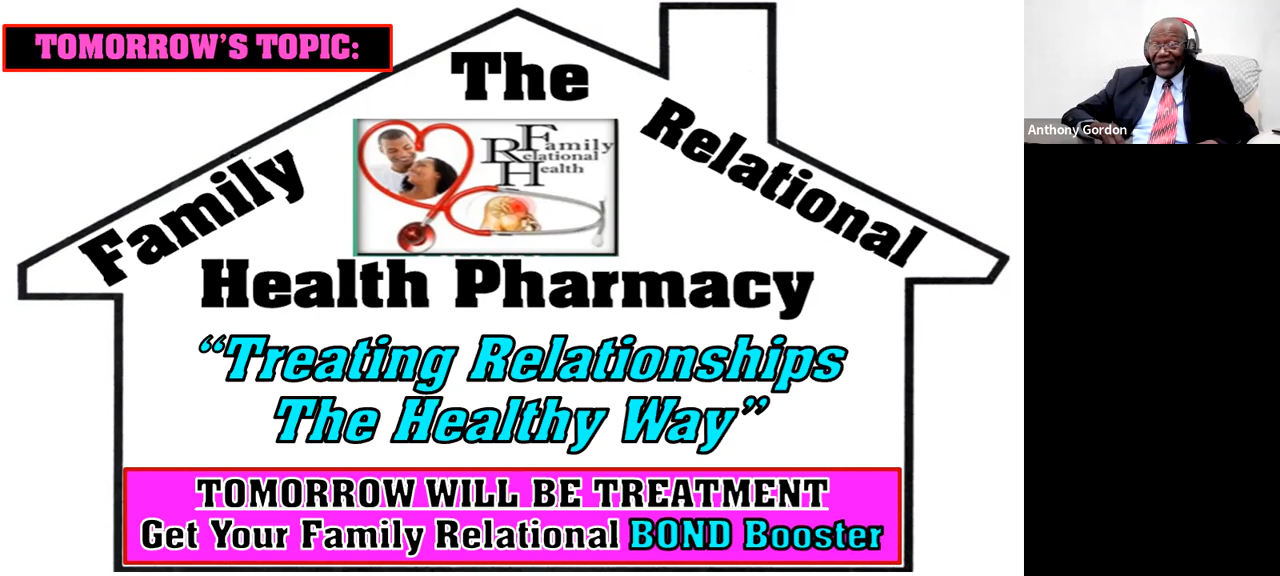 TOMORROW'S TOPIC:
The
Family
Relational
Family
Relational
Health
Health Pharmacy
"Treating Relationships
The Healthy Way"
TOMORROW WILL BE TREATMENT
Get Your Family Relational BOND Booster
Anthony Gordon